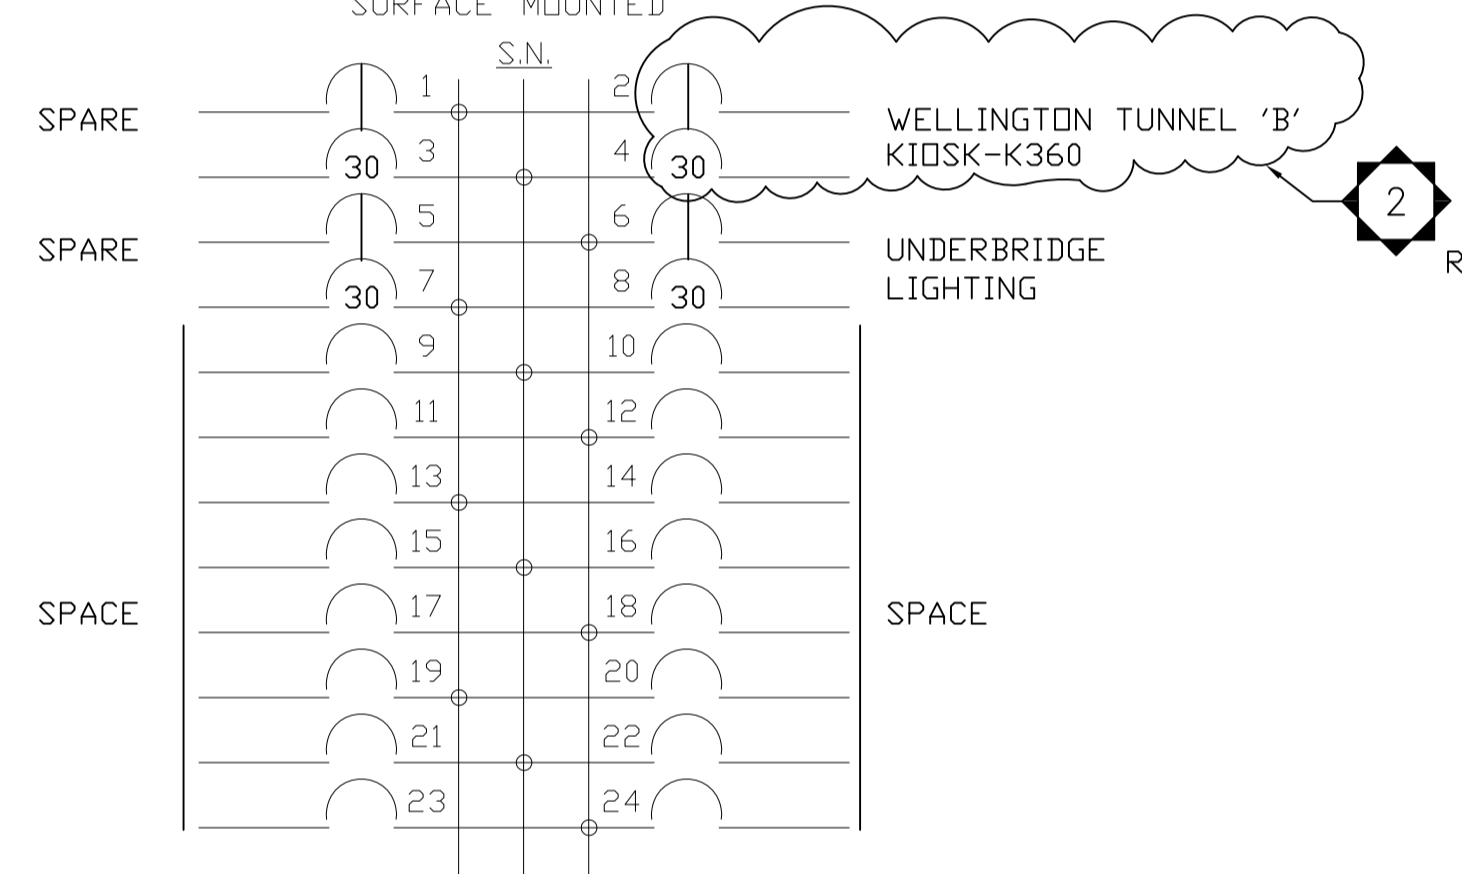 SURFACE MOUNTED
S.N.
1 2
SPARE WELLINGTON TUNNEL 'B'
3 4 KIOSK-K360
30 30
2
5 6
SPARE UNDERBRIDGE
R
7 8 LIGHTING
30 30
9 10
11 12
13 14
15 16
17 18
SPACE SPACE
19 20
21 22
23 24